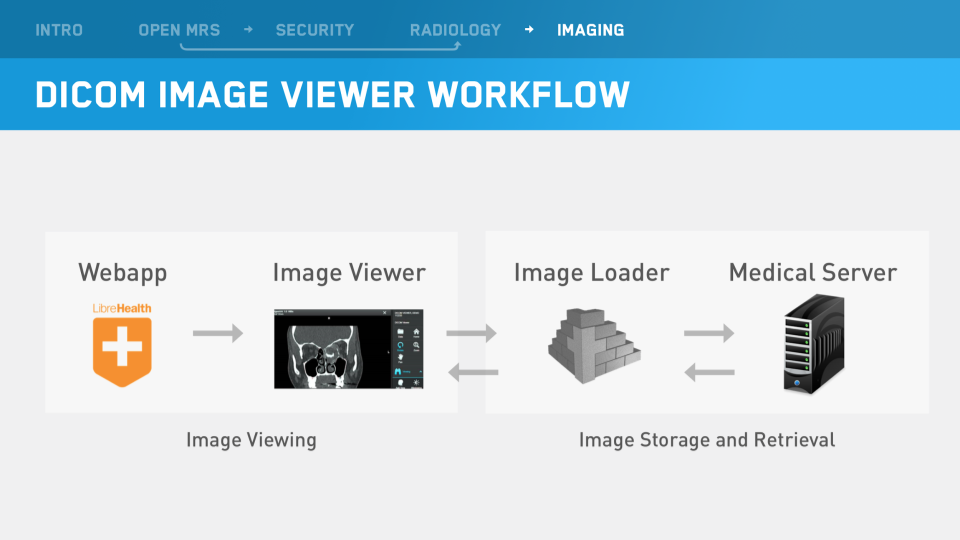 INTRO OPEN MRS → SECURITY RADIOLOGY → IMAGING
DICOM IMAGE VIEWER WORKFLOW
Webapp Image Viewer Image Loader Medical Server
LibreHealth
Image Viewing Image Storage and Retrieval